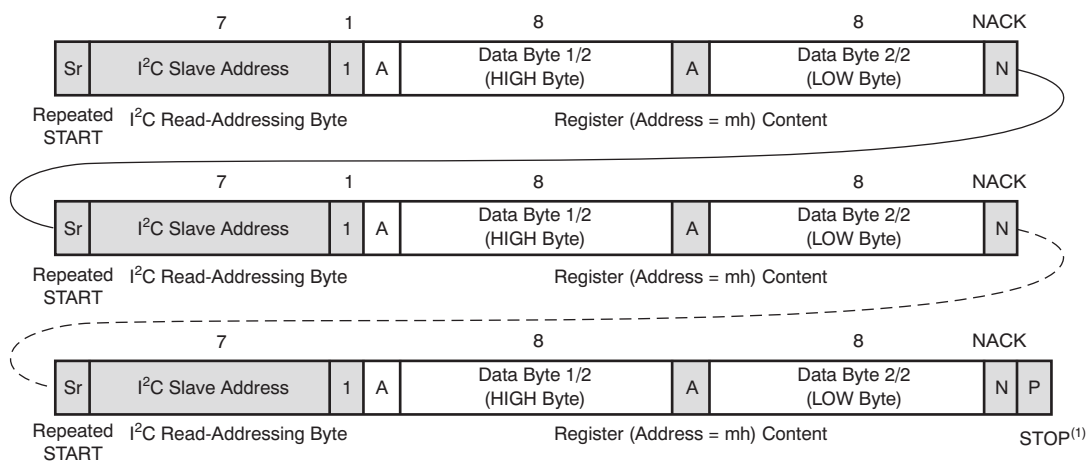 7 1 8 8 NACK
Sr I²C Slave Address 1 A Data Byte 1/2 (HIGH Byte) A Data Byte 2/2 (LOW Byte) N
Repeated START I²C Read-Addressing Byte Register (Address = mh) Content
7 1 8 8 NACK
Sr I²C Slave Address 1 A Data Byte 1/2 (HIGH Byte) A Data Byte 2/2 (LOW Byte) N
Repeated START I²C Read-Addressing Byte Register (Address = mh) Content
7 8 8 NACK
Sr I²C Slave Address 1 A Data Byte 1/2 (HIGH Byte) A Data Byte 2/2 (LOW Byte) N P
Repeated START I²C Read-Addressing Byte Register (Address = mh) Content STOP⁽¹⁾